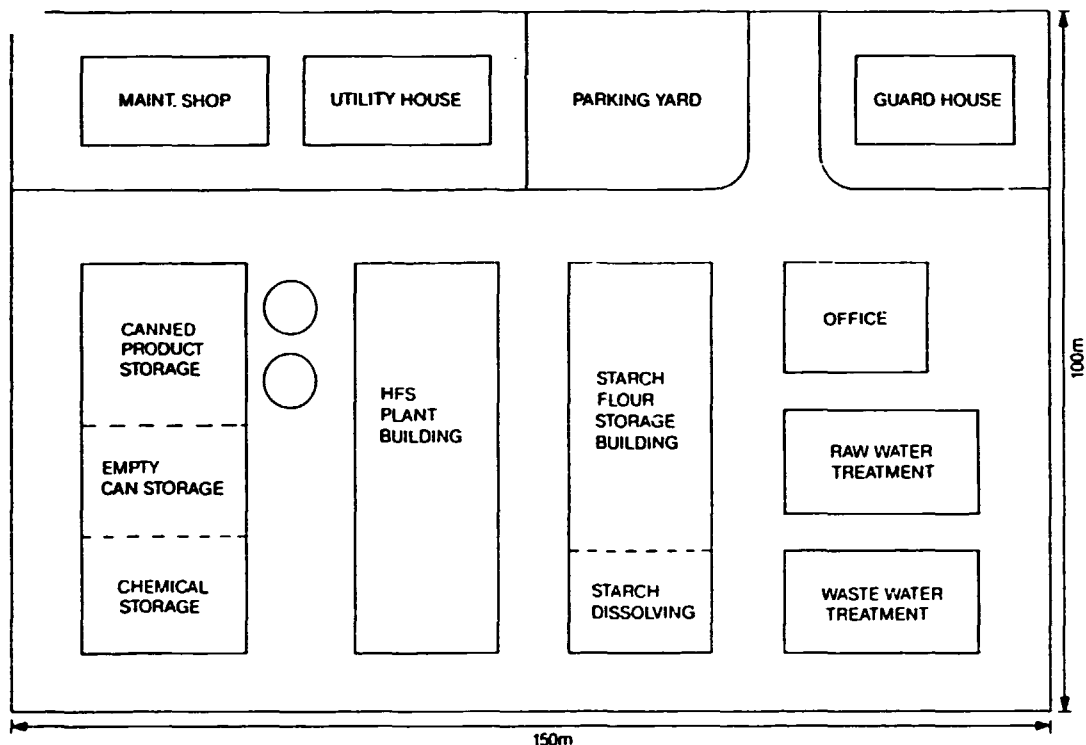 MAINT. SHOP
UTILITY HOUSE
PARKING YARD
GUARD HOUSE
CANNED
PRODUCT
STORAGE
EMPTY
CAN STORAGE
CHEMICAL
STORAGE
HFS
PLANT
BUILDING
STARCH
FLOUR
STORAGE
BUILDING
STARCH
DISSOLVING
OFFICE
RAW WATER
TREATMENT
WASTE WATER
TREATMENT
100m
150m